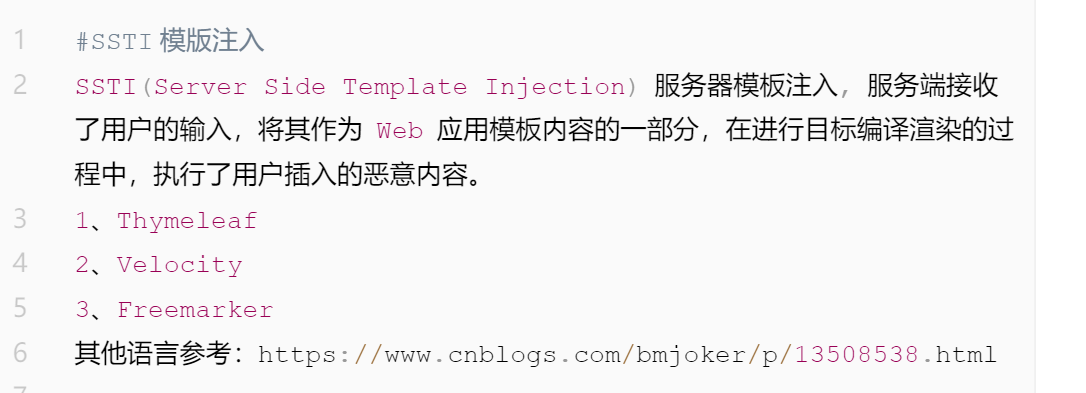 1 #SSTI 模版注入
2 SSTI(Server Side Template Injection) 服务器模板注入，服务端接收
了用户的输入，将其作为 Web 应用模板内容的一部分，在进行目标编译渲染的过
程中，执行了用户插入的恶意内容。
3 1、Thymeleaf
4 2、Velocity
5 3、Freemarker
6 其他语言参考：https://www.cnblogs.com/bmjoker/p/13508538.html